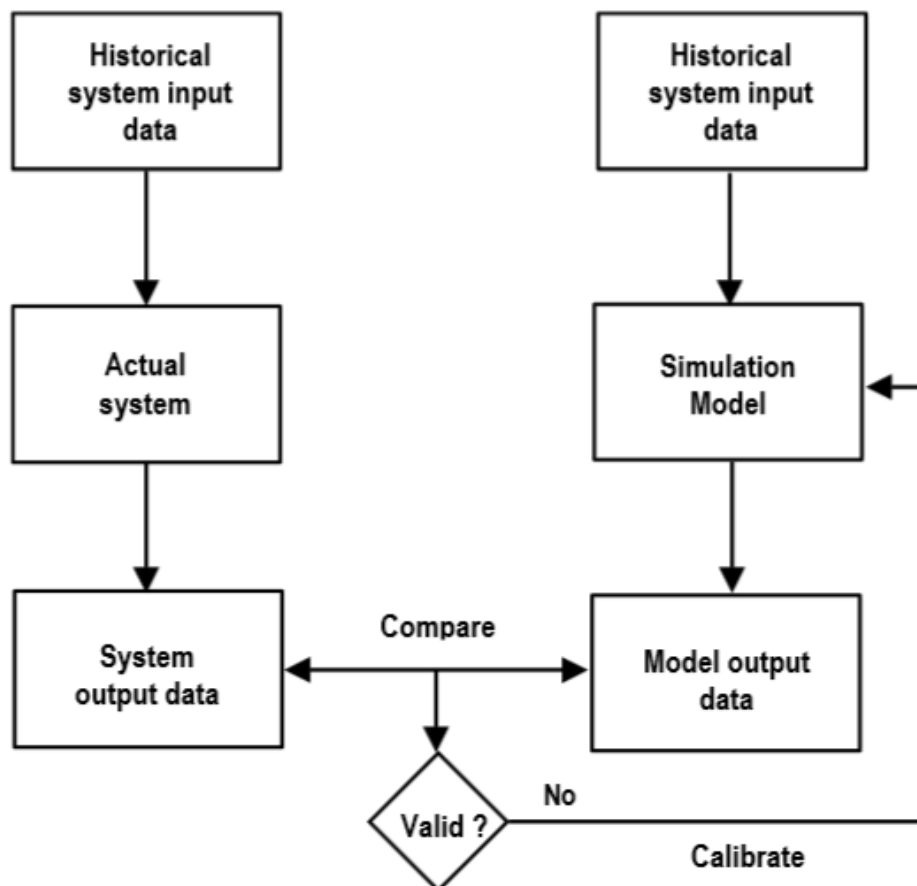 Historical
system input
data
Historical
system input
data
Actual
system
Simulation
Model
System
output data
Compare
Model output
data
Valid ?
No
Calibrate